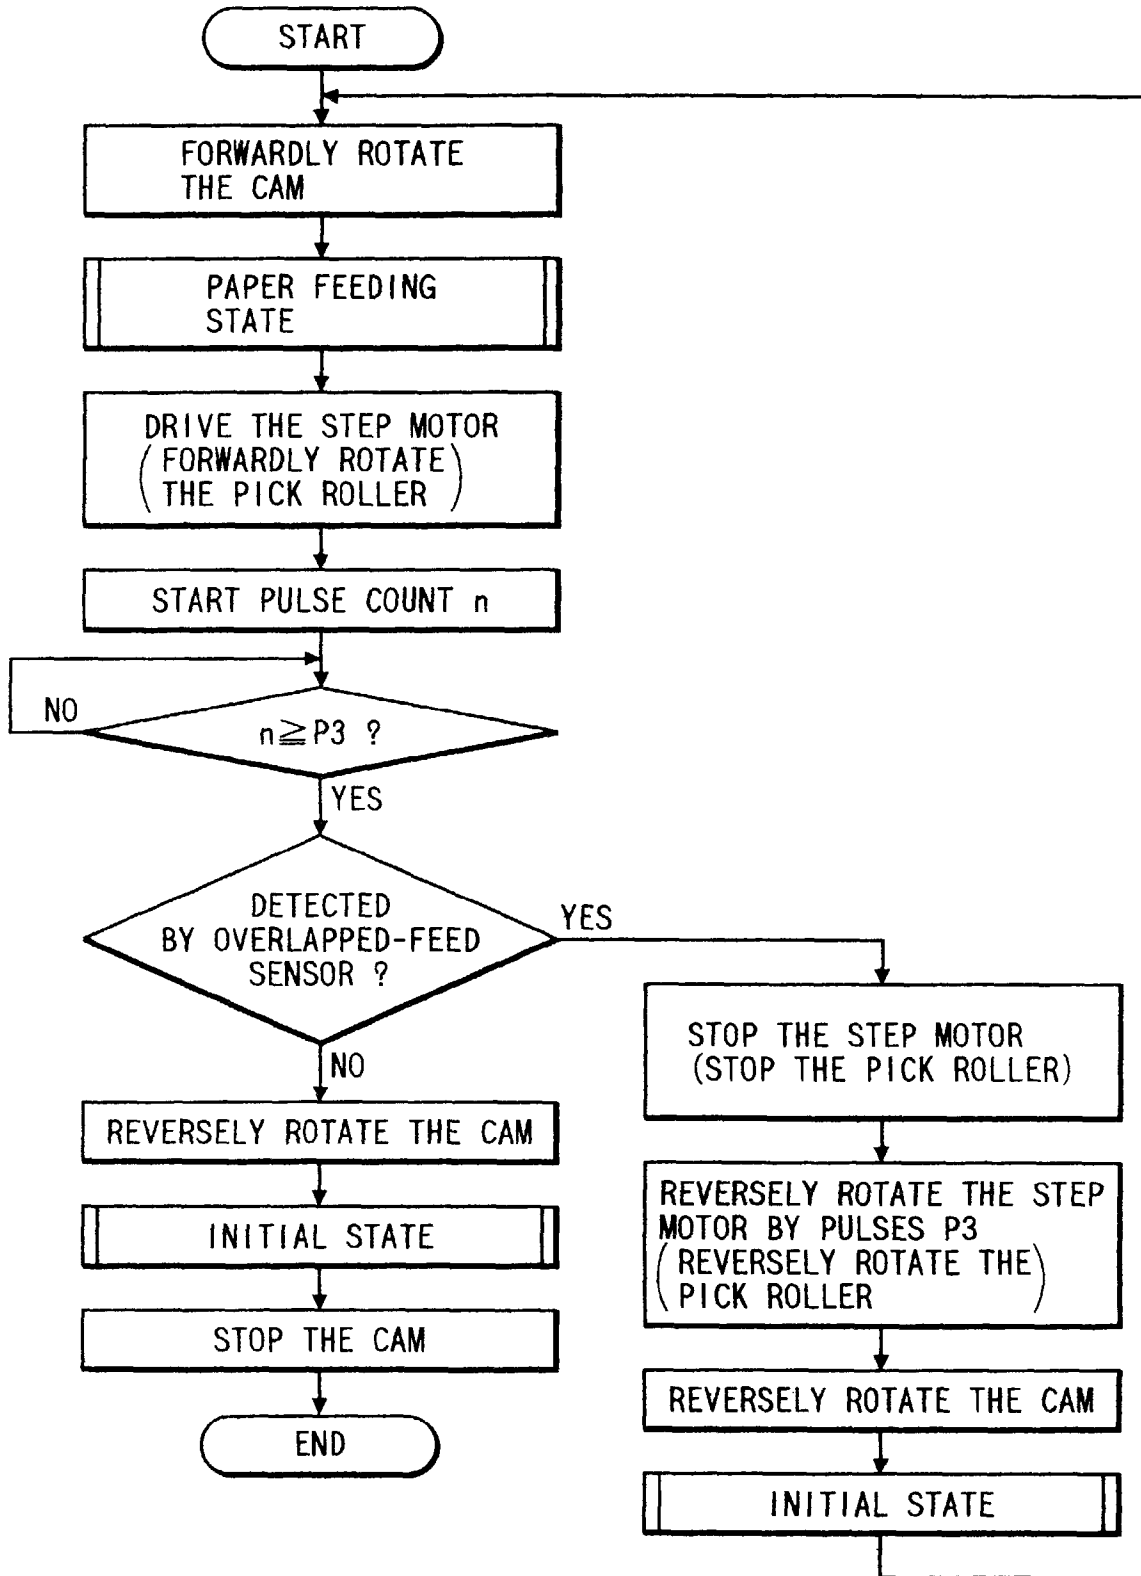 START
FORWARDLY ROTATE
THE CAM
PAPER FEEDING
STATE
DRIVE THE STEP MOTOR
(FORWARDLY ROTATE
THE PICK ROLLER)
START PULSE COUNT n
NO
n≧P3 ?
YES
DETECTED
BY OVERLAPPED-FEED
SENSOR ?
YES
NO
REVERSELY ROTATE THE CAM
INITIAL STATE
STOP THE CAM
END
STOP THE STEP MOTOR
(STOP THE PICK ROLLER)
REVERSELY ROTATE THE STEP
MOTOR BY PULSES P3
(REVERSELY ROTATE THE
PICK ROLLER)
REVERSELY ROTATE THE CAM
INITIAL STATE